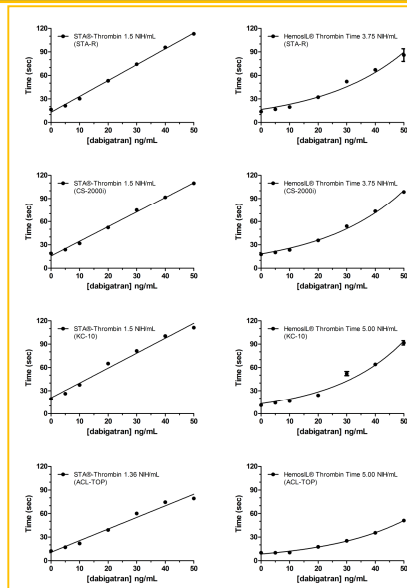 STA®-Thrombin 1.5 NIH/mL
(STA-R)
Time (sec)
120
90
60
30
0
0 10 20 30 40 50
[dabigatran] ng/mL
HemosIL® Thrombin Time 3.75 NIH/mL
(STA-R)
Time (sec)
120
90
60
30
0
0 10 20 30 40 50
[dabigatran] ng/mL
STA®-Thrombin 1.5 NIH/mL
(CS-2000i)
Time (sec)
120
90
60
30
0
0 10 20 30 40 50
[dabigatran] ng/mL
HemosIL® Thrombin Time 3.75 NIH/mL
(CS-2000i)
Time (sec)
120
90
60
30
0
0 10 20 30 40 50
[dabigatran] ng/mL
STA®-Thrombin 1.5 NIH/mL
(KC-10)
Time (sec)
120
90
60
30
0
0 10 20 30 40 50
[dabigatran] ng/mL
HemosIL® Thrombin Time 5.00 NIH/mL
(KC-10)
Time (sec)
120
90
60
30
0
0 10 20 30 40 50
[dabigatran] ng/mL
STA®-Thrombin 1.36 NIH/mL
(ACL-TOP)
Time (sec)
120
90
60
30
0
0 10 20 30 40 50
[dabigatran] ng/mL
HemosIL® Thrombin Time 5.00 NIH/mL
(ACL-TOP)
Time (sec)
120
90
60
30
0
0 10 20 30 40 50
[dabigatran] ng/mL